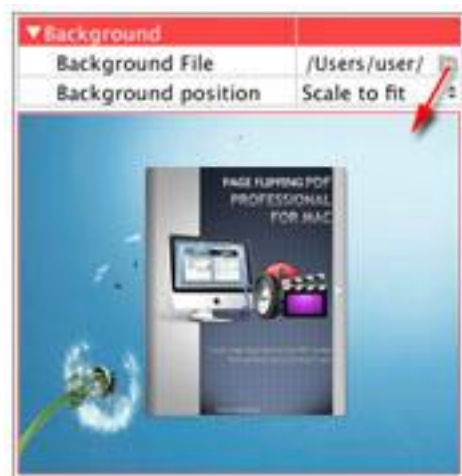 ▼Background
Background File /Users/user/
Background position Scale to fit
PAGE FLIPPING PDF
PROFESSIONAL
FOR MAC